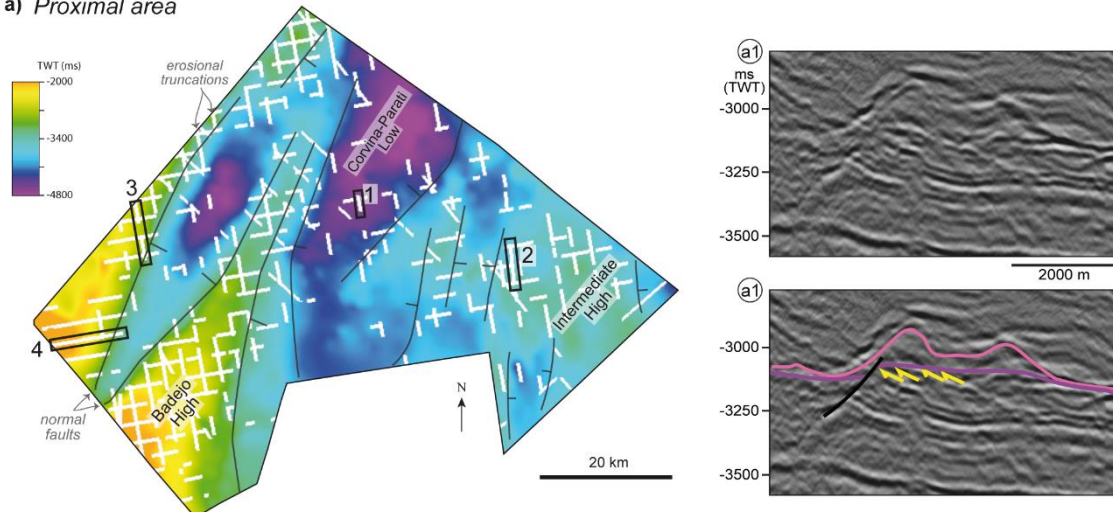 a) Proximal area
TWT (ms)
-2000
-3400
-4800
erosional
truncations
Corvina-Parati
Low
1
2
3
4
Intermediate
High
Badejo
High
normal
faults
N
20 km
a1
ms
(TWT)
-3000
-3250
-3500
2000 m
a1
-3000
-3250
-3500